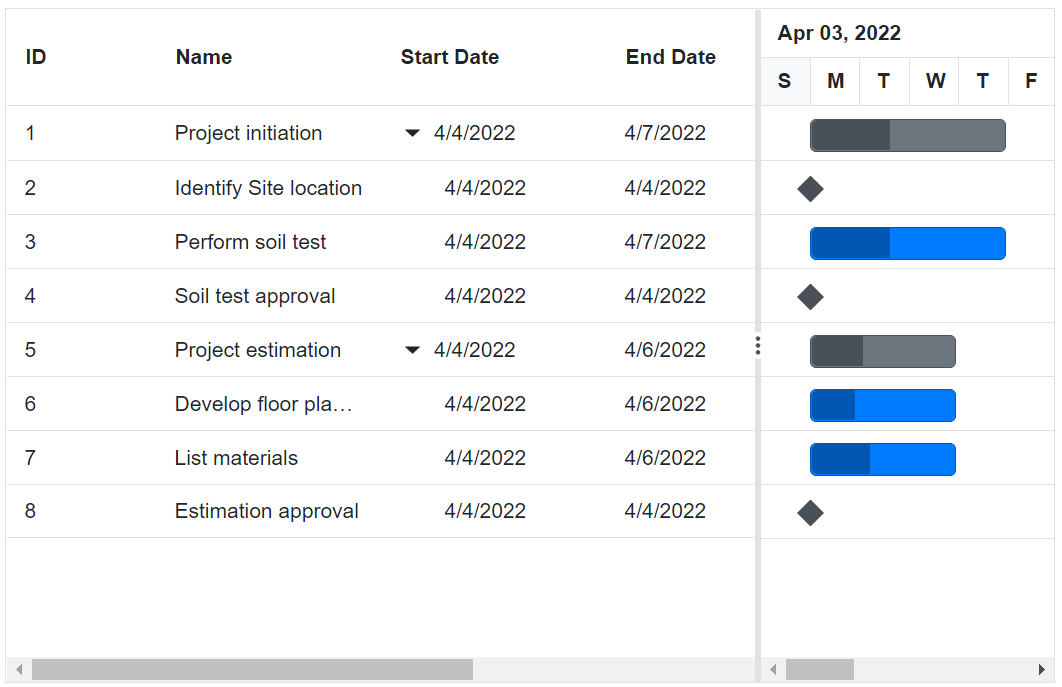 ID Name Start Date End Date Apr 03, 2022
S M T W T F
1 Project initiation 4/4/2022 4/7/2022
2 Identify Site location 4/4/2022 4/4/2022
3 Perform soil test 4/4/2022 4/7/2022
4 Soil test approval 4/4/2022 4/4/2022
5 Project estimation 4/4/2022 4/6/2022
6 Develop floor pla… 4/4/2022 4/6/2022
7 List materials 4/4/2022 4/6/2022
8 Estimation approval 4/4/2022 4/4/2022